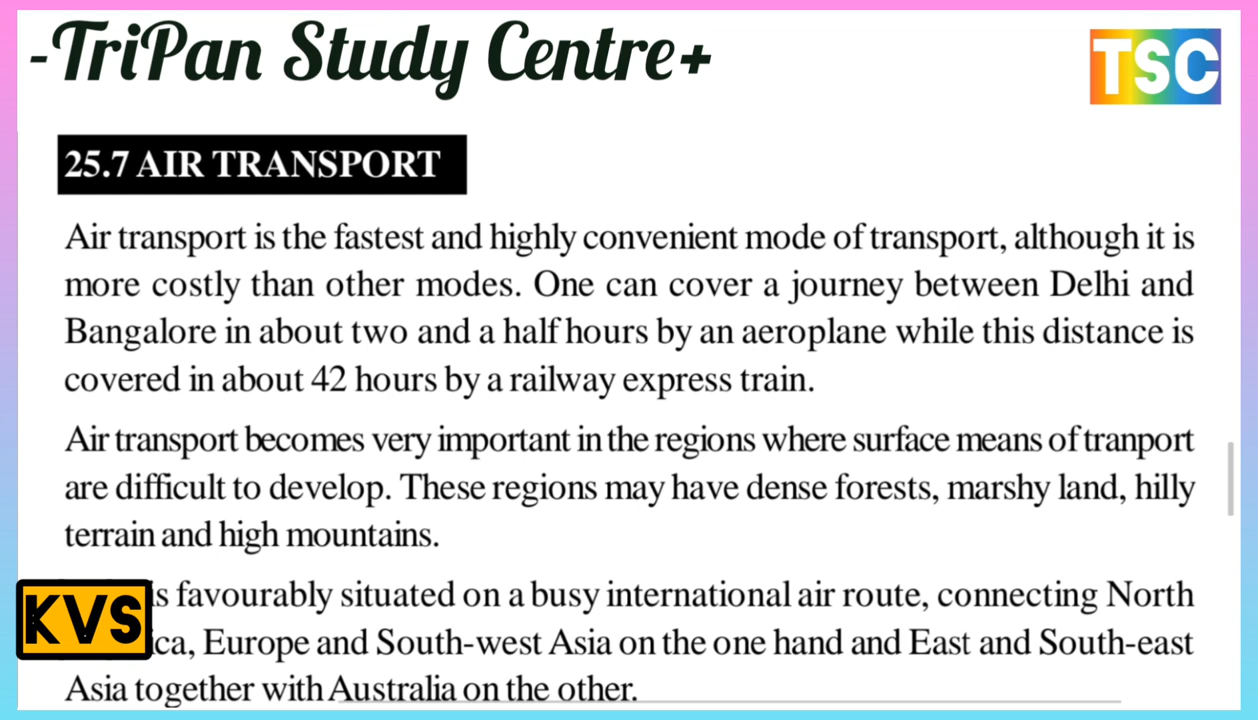 -TriPan Study Centre+
TSC
25.7 AIR TRANSPORT
Air transport is the fastest and highly convenient mode of transport, although it is
more costly than other modes. One can cover a journey between Delhi and
Bangalore in about two and a half hours by an aeroplane while this distance is
covered in about 42 hours by a railway express train.
Air transport becomes very important in the regions where surface means of tranport
are difficult to develop. These regions may have dense forests, marshy land, hilly
terrain and high mountains.
is favourably situated on a busy international air route, connecting North
KVS
ca, Europe and South-west Asia on the one hand and East and South-east
Asia together with Australia on the other.